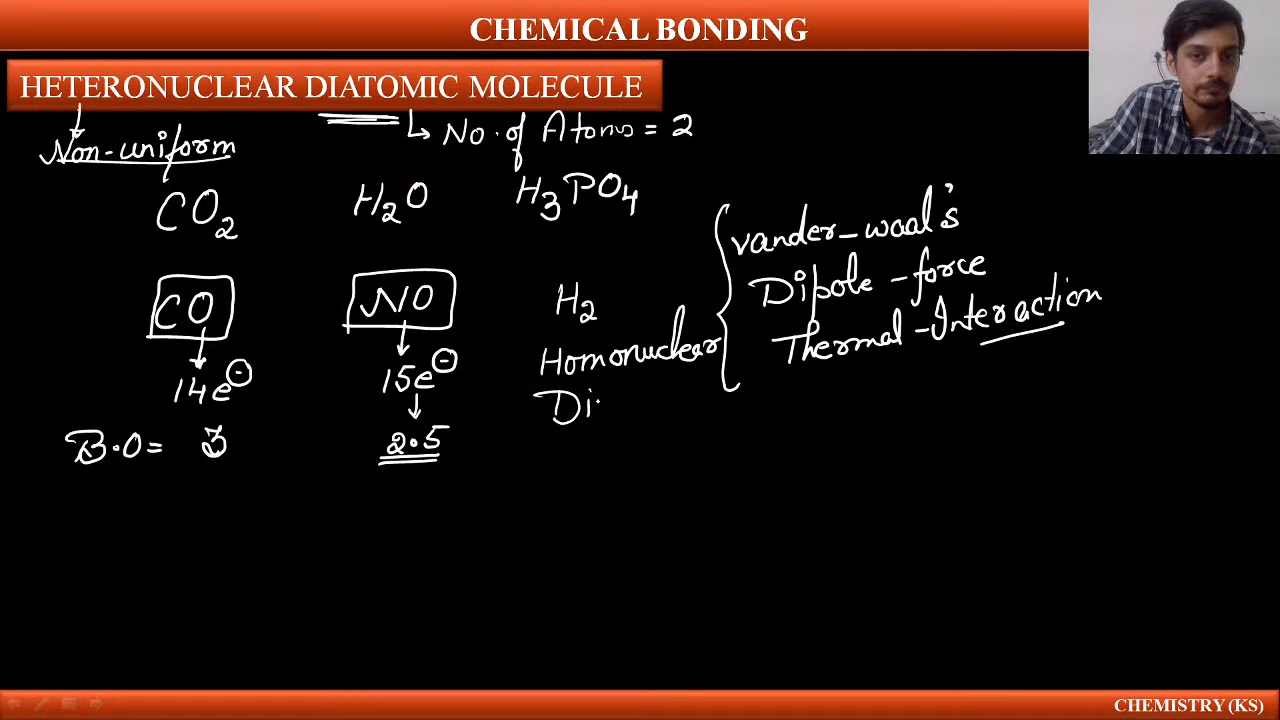 CHEMICAL BONDING
HETERONUCLEAR DIATOMIC MOLECULE
No. of Atoms = 2
Non-uniform
CO2 H2O H3PO4
vander-waal's
Dipole-force
Thermal-Interaction
CO NO H2
Homonuclear
14e⊖ 15e⊖ Di
B.O = 3 2.5
CHEMISTRY (KS)